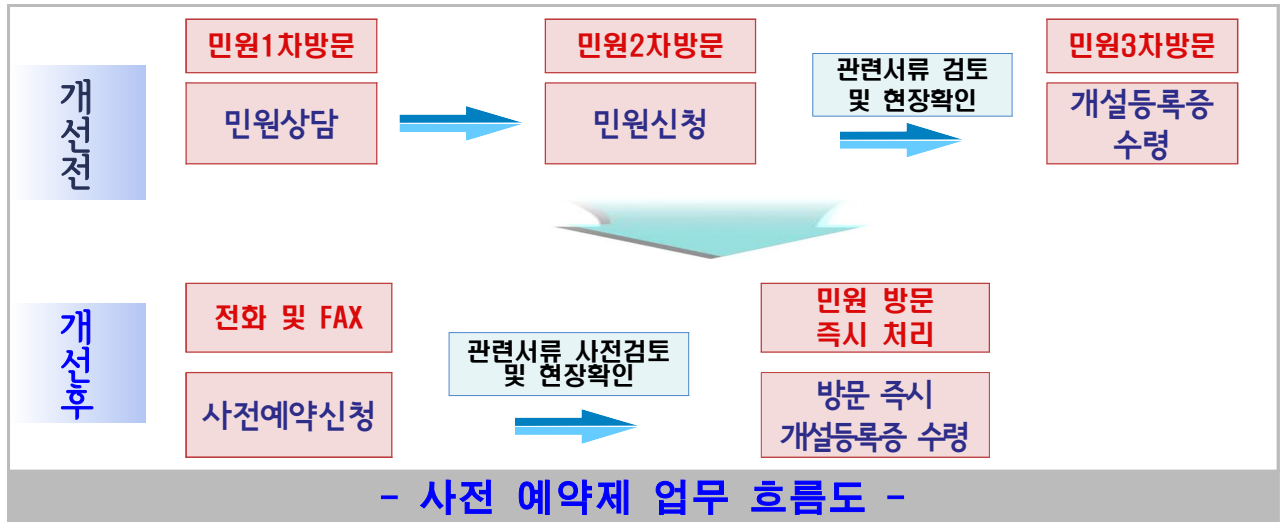 개선전
민원1차방문
민원상담
민원2차방문
민원신청
관련서류 검토
및 현장확인
민원3차방문
개설등록증
수령
개선후
전화 및 FAX
사전예약신청
관련서류 사전검토
및 현장확인
민원 방문
즉시 처리
방문 즉시
개설등록증 수령
- 사전 예약제 업무 흐름도 -